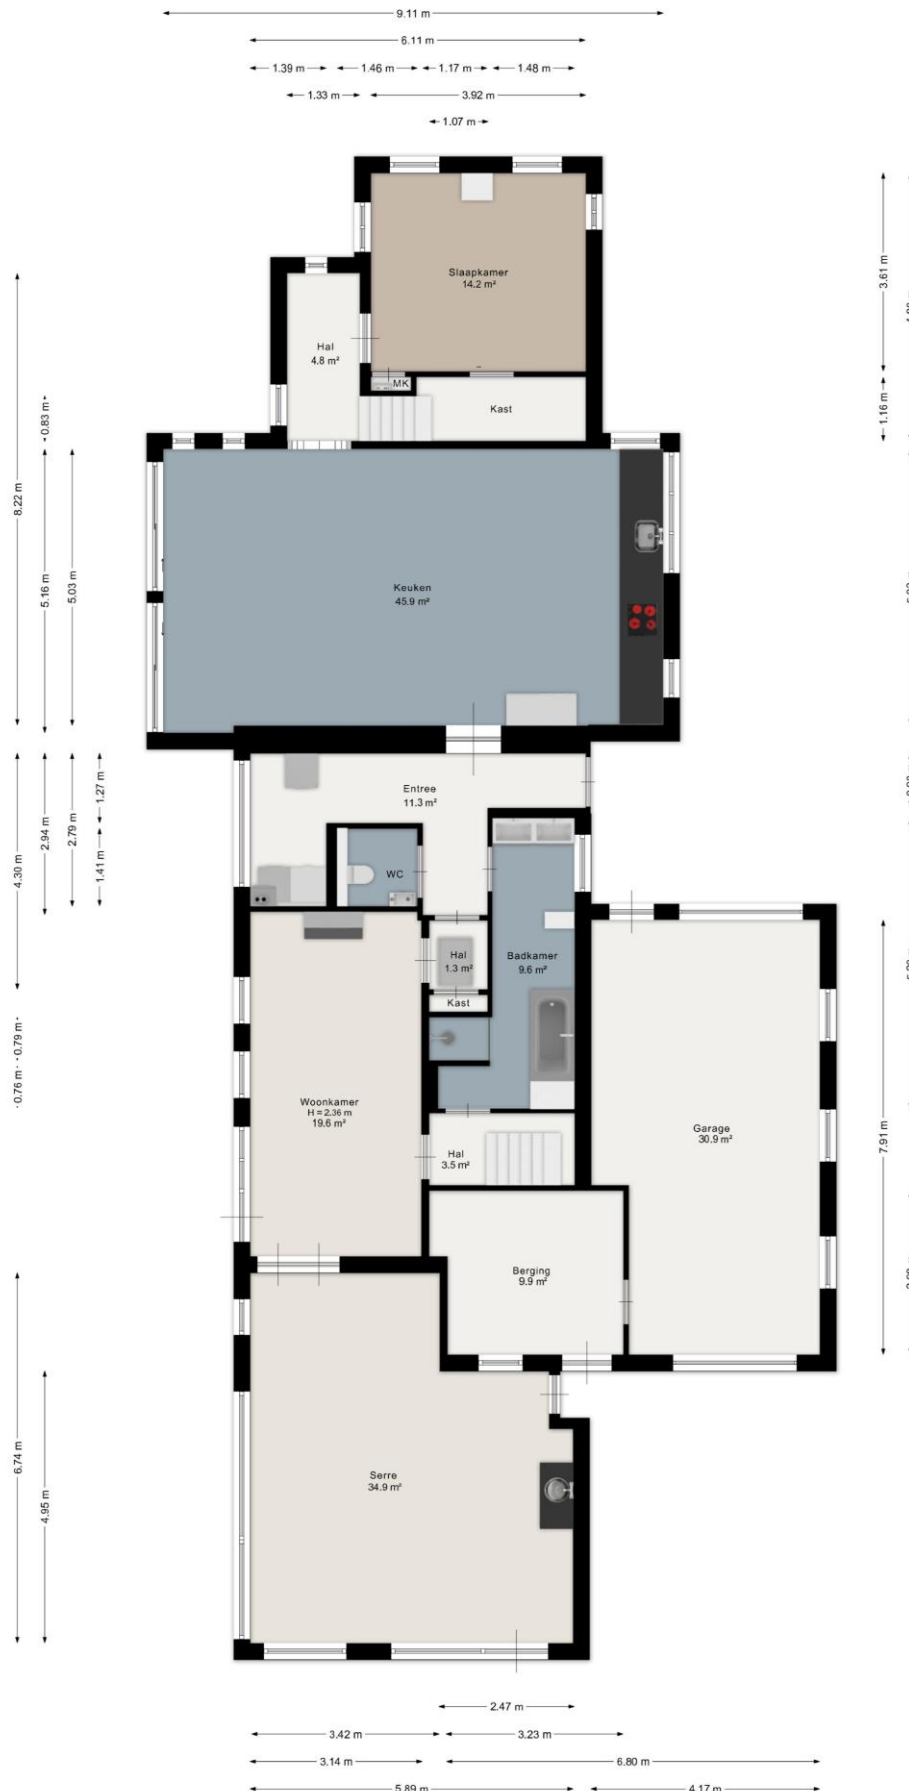 9.11 m
6.11 m
1.39 m
1.46 m
1.17 m
1.48 m
1.33 m
3.92 m
1.07 m
Slaapkamer
14.2 m²
3.61 m
Hal
4.8 m²
MK
Kast
1.16 m
0.83 m
8.22 m
5.16 m
5.03 m
Keuken
45.9 m²
Entree
11.3 m²
1.27 m
2.79 m
2.94 m
4.30 m
1.41 m
WC
Hal
1.3 m²
Badkamer
9.6 m²
Kast
0.79 m
0.76 m
Woonkamer
H = 2.36 m
19.6 m²
Garage
30.9 m²
7.91 m
Hal
3.5 m²
Berging
9.9 m²
6.74 m
4.95 m
Serre
34.9 m²
2.47 m
3.42 m
3.23 m
3.14 m
6.80 m
5.89 m
4.17 m